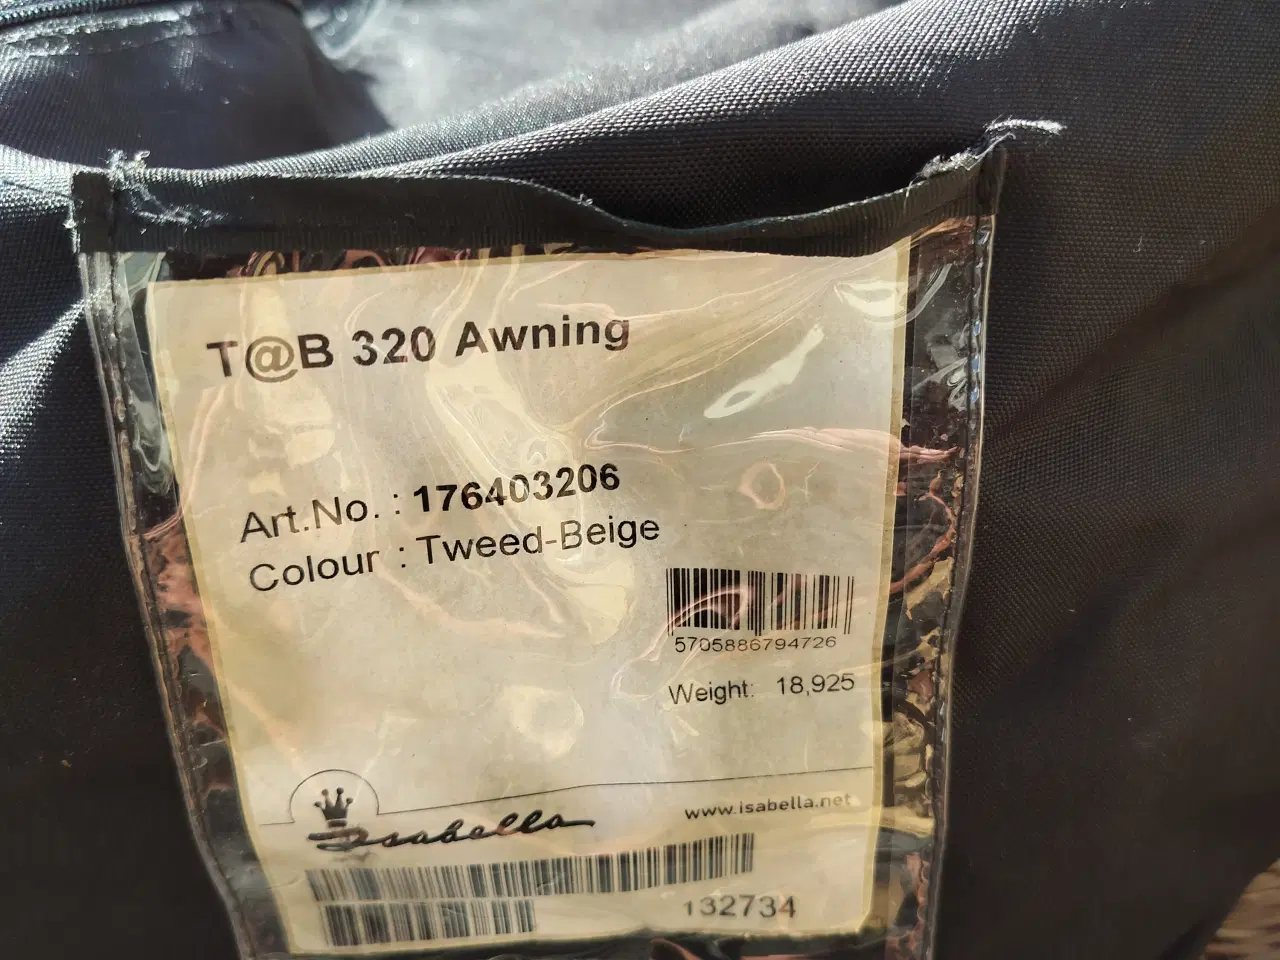 T@B 320 Awning
Art.No. : 176403206
Colour : Tweed-Beige
5705886794726
Weight: 18,925
www.isabella.net
Isabella
132734